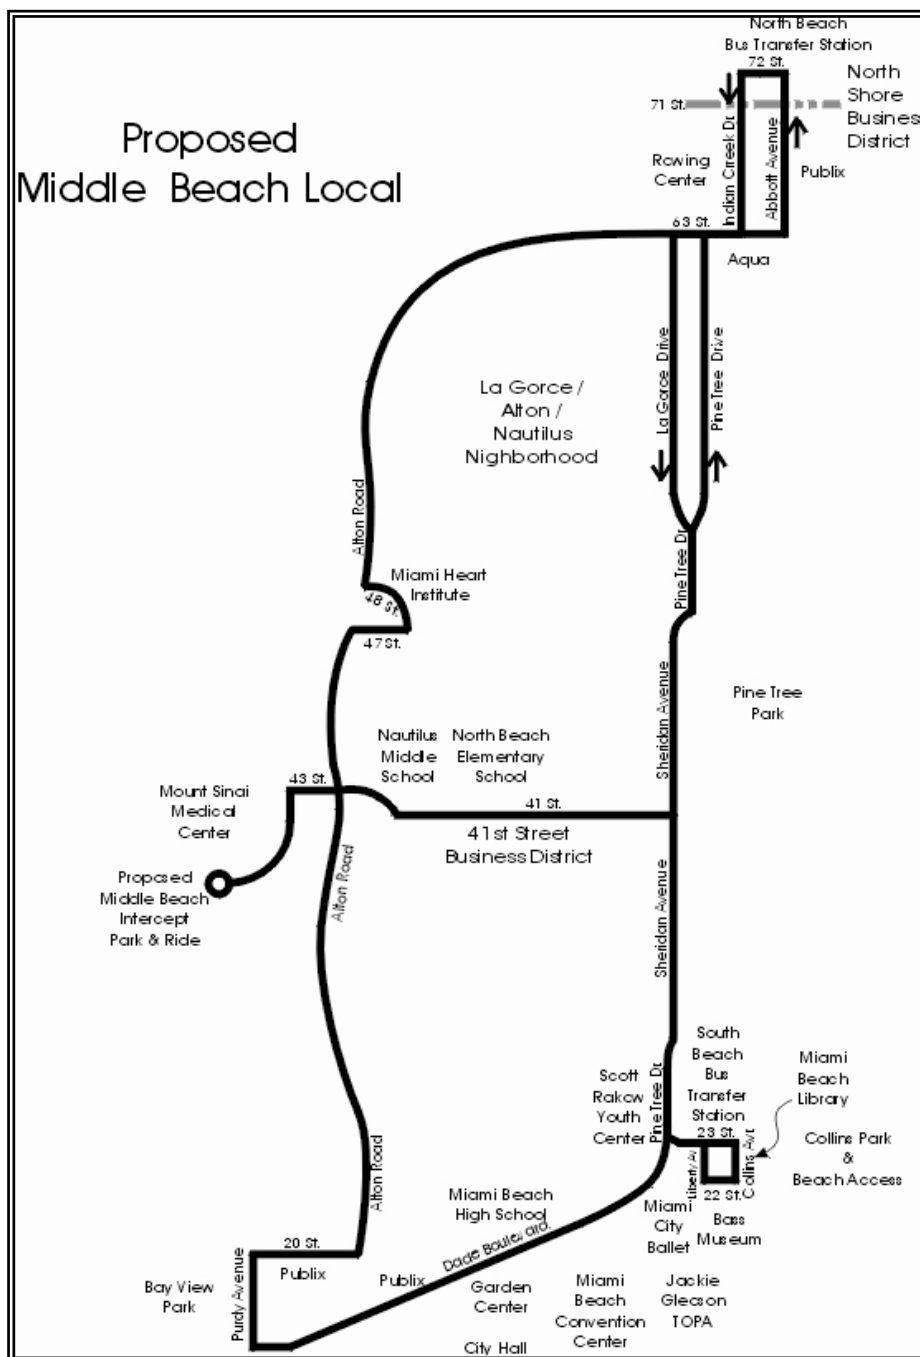 North Beach
Bus Transfer Station
72 St.
North
Shore
Business
District
71 St.
Proposed
Middle Beach Local
Indian Crreek Dr
Abbott Avenue
Rowing
Center
Publix
63 St.
Aqua
La Gorce Drive
Pine Tree Drive
La Gorce /
Alton /
Nautilus
Nighborhood
Alton Road
Pine Tree Dr
Miami Heart
Institute
48 St.
47 St.
Sheridan Avenue
Pine Tree
Park
Nautilus
Middle
School
North Beach
Elementary
School
43 St.
Mount Sinai
Medical
Center
41 St.
41st Street
Business District
Alton Road
Proposed
Middle Beach
Intercept
Park & Ride
Sheridan Avenue
South
Beach
Bus
Transfer
Station
Miami
Beach
Library
Scott
Rakow
Youth
Center
Pine Tree Dr
23 St.
Liberty Av
Collins Av
22 St.
Collins Park
&
Beach Access
Alton Road
Miami Beach
High School
Miami
City
Ballet
Bass
Museum
Dade Boulevard.
20 St.
Publix
Publix
Purdy Avenue
Bay View
Park
Garden
Center
Miami
Beach
Convention
Center
Jackie
Gleason
TOPA
City Hall